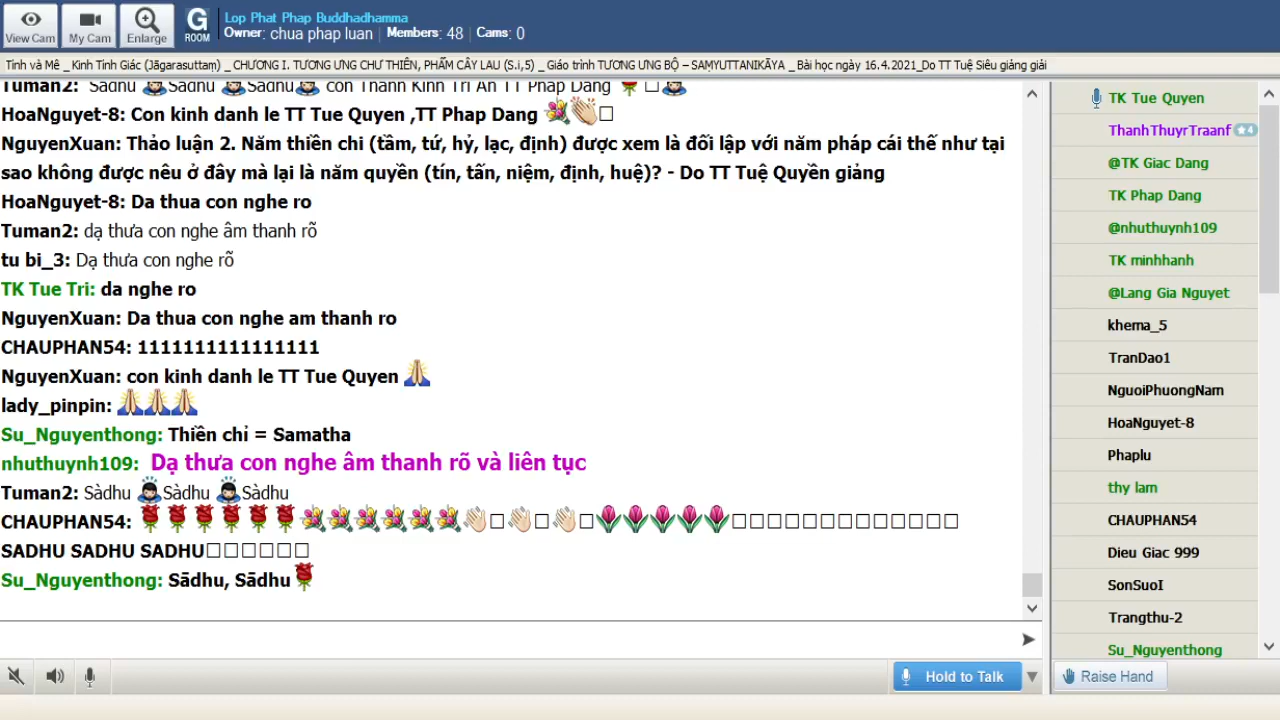 View Cam
My Cam
Enlarge
G
ROOM
Lop Phat Phap Buddhadhamma
Owner: chua phap luan | Members: 48 | Cams: 0
Tỉnh và Mê _ Kinh Tỉnh Giác (Jāgarasuttaṃ) _ CHƯƠNG I. TƯƠNG ƯNG CHƯ THIÊN, PHẨM CÂY LAU (S.i,5) _ Giáo trình TƯƠNG ƯNG BỘ – SAṂYUTTANIKĀYA _ Bài học ngày 16.4.2021_Do TT Tuệ Siêu giảng giải
Tuman2: Sàdhu Sàdhu Sàdhu con Thành Kính Tri Ân TT Pháp Đăng
HoaNguyet-8: Con kinh danh le TT Tue Quyen ,TT Phap Dang
NguyenXuan: Thảo luận 2. Năm thiền chi (tầm, tứ, hỷ, lạc, định) được xem là đối lập với năm pháp cái thế như tại
sao không được nêu ở đây mà lại là năm quyền (tín, tấn, niệm, định, huệ)? - Do TT Tuệ Quyền giảng
HoaNguyet-8: Da thua con nghe ro
Tuman2: dạ thưa con nghe âm thanh rõ
tu bi_3: Dạ thưa con nghe rõ
TK Tue Tri: da nghe ro
NguyenXuan: Da thua con nghe am thanh ro
CHAUPHAN54: 1111111111111111
NguyenXuan: con kinh danh le TT Tue Quyen
lady_pinpin:
Su_Nguyenthong: Thiền chỉ = Samatha
nhuthuynh109: Dạ thưa con nghe âm thanh rõ và liên tục
Tuman2: Sàdhu Sàdhu Sàdhu
CHAUPHAN54:
SADHU SADHU SADHU
Su_Nguyenthong: Sādhu, Sādhu
TK Tue Quyen
ThanhThuyrTraanf 4
@TK Giac Dang
TK Phap Dang
@nhuthuynh109
TK minhhanh
@Lang Gia Nguyet
khema_5
TranDao1
NguoiPhuongNam
HoaNguyet-8
Phaplu
thy lam
CHAUPHAN54
Dieu Giac 999
SonSuoI
Trangthu-2
Su_Nguyenthong
Hold to Talk
Raise Hand